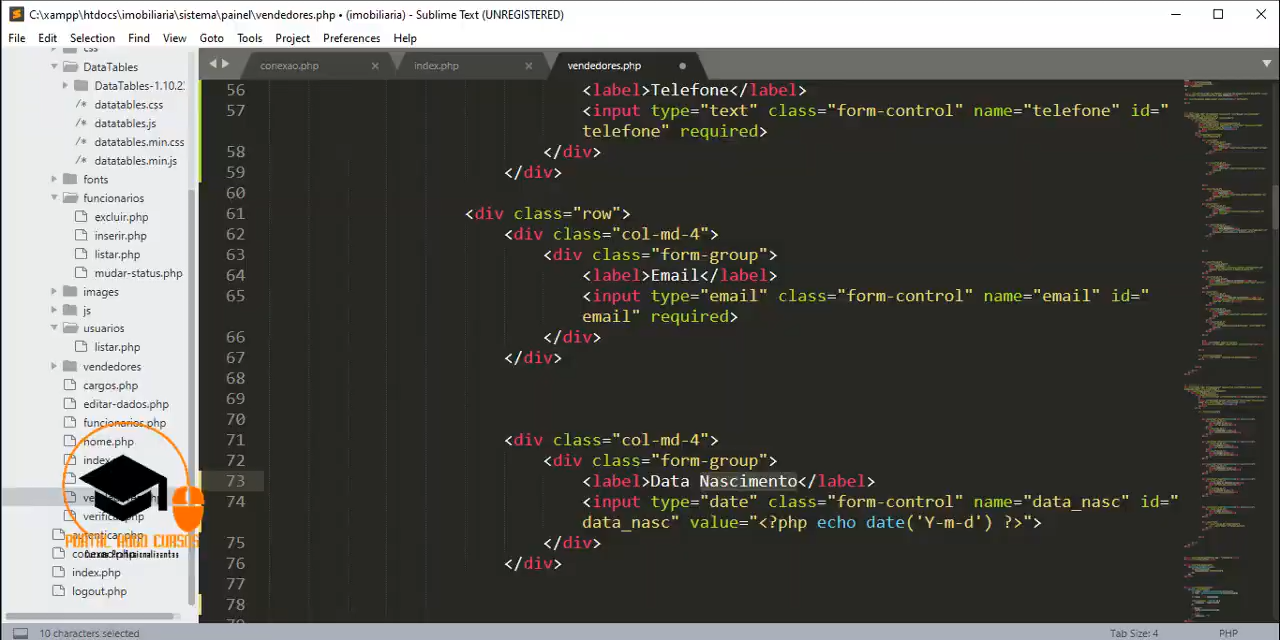 C:\xampp\htdocs\imobiliaria\sistema\painel\vendedores.php • (imobiliaria) - Sublime Text (UNREGISTERED)
File Edit Selection Find View Goto Tools Project Preferences Help
conexao.php
index.php
vendedores.php
css
DataTables
DataTables-1.10.2
datatables.css
datatables.js
datatables.min.css
datatables.min.js
fonts
funcionarios
excluir.php
inserir.php
listar.php
mudar-status.php
images
js
usuarios
listar.php
vendedores
cargos.php
editar-dados.php
funcionarios.php
home.php
index.php
logout.php
56 <label>Telefone</label>
57 <input type="text" class="form-control" name="telefone" id="
telefone" required>
58 </div>
59 </div>
60
61 <div class="row">
62 <div class="col-md-4">
63 <div class="form-group">
64 <label>Email</label>
65 <input type="email" class="form-control" name="email" id="
email" required>
66 </div>
67 </div>
68
69
70
71 <div class="col-md-4">
72 <div class="form-group">
73 <label>Data Nascimento</label>
74 <input type="date" class="form-control" name="data_nasc" id="
data_nasc" value="<?php echo date('Y-m-d') ?>">
75 </div>
76 </div>
77
78
PORTAL HUGO CURSOS
10 characters selected
Tab Size: 4
PHP